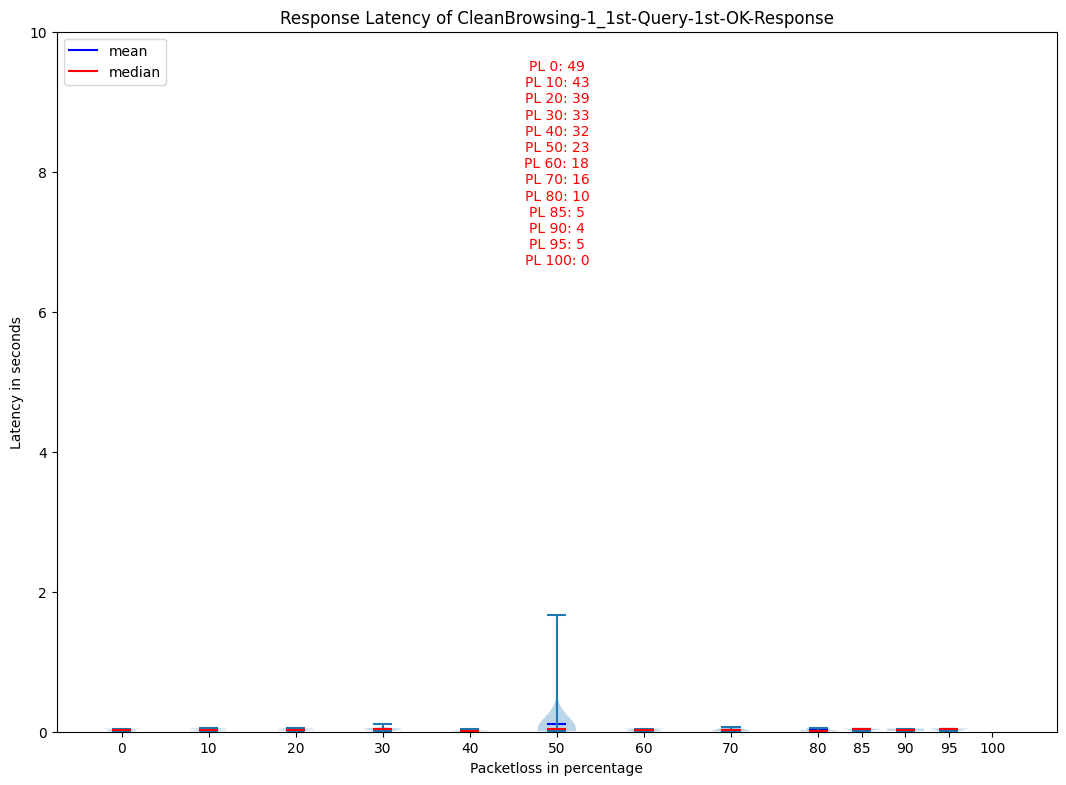 Response Latency of CleanBrowsing-1_1st-Query-1st-OK-Response
mean
median
PL 0: 49
PL 10: 43
PL 20: 39
PL 30: 33
PL 40: 32
PL 50: 23
PL 60: 18
PL 70: 16
PL 80: 10
PL 85: 5
PL 90: 4
PL 95: 5
PL 100: 0
Latency in seconds
10
8
6
4
2
0
0 10 20 30 40 50 60 70 80 85 90 95 100
Packetloss in percentage